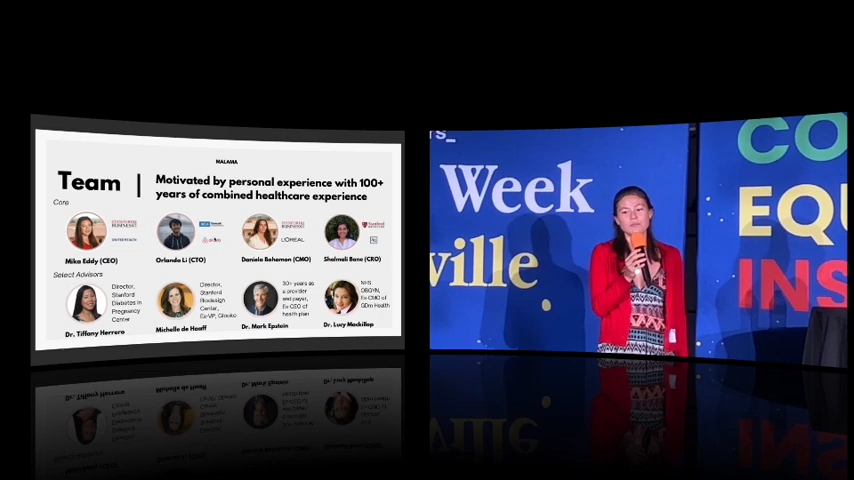 MALAMA
Team
Motivated by personal experience with 100+
years of combined healthcare experience
Core
Mika Eddy (CEO)
Orlando Li (CTO)
Daniela Bohemen (CMO)
Shalmali Bane (CRO)
L'OREAL
Select Advisors
Director,
Stanford
Diabetes in
Pregnancy
Center
Dr. Tiffany Herrero
Director,
Stanford
Biodesign
Center,
Ex-VP, Glooko
Michelle de Haaff
30+ years as
a provider
and payer,
Ex-CEO of
health plan
Dr. Mark Epstein
NHS
OBGYN,
Ex-CMO of
GDm Health
Dr. Lucy Mackillop
Week
ville
CO
EQU
INS